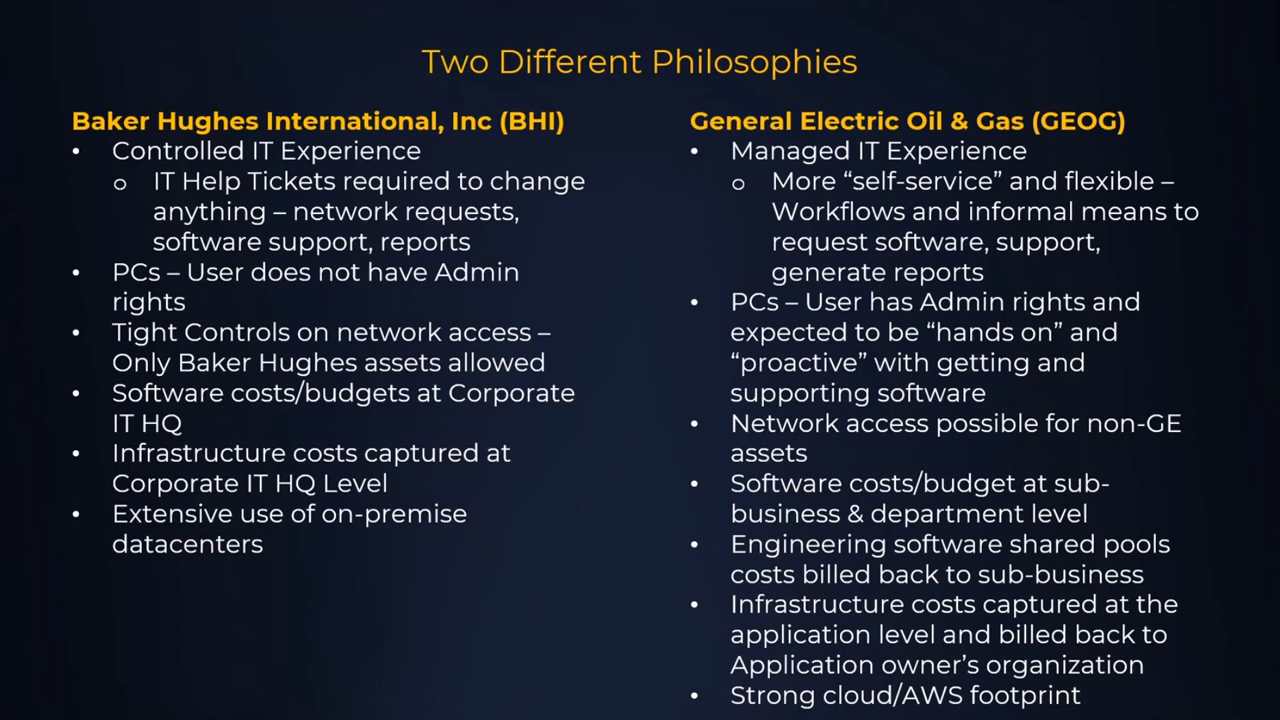 Two Different Philosophies
Baker Hughes International, Inc (BHI)
• Controlled IT Experience
o IT Help Tickets required to change
anything – network requests,
software support, reports
• PCs – User does not have Admin
rights
• Tight Controls on network access –
Only Baker Hughes assets allowed
• Software costs/budgets at Corporate
IT HQ
• Infrastructure costs captured at
Corporate IT HQ Level
• Extensive use of on-premise
datacenters
General Electric Oil & Gas (GEOG)
• Managed IT Experience
o More “self-service” and flexible –
Workflows and informal means to
request software, support,
generate reports
• PCs – User has Admin rights and
expected to be “hands on” and
“proactive” with getting and
supporting software
• Network access possible for non-GE
assets
• Software costs/budget at sub-
business & department level
• Engineering software shared pools
costs billed back to sub-business
• Infrastructure costs captured at the
application level and billed back to
Application owner’s organization
• Strong cloud/AWS footprint